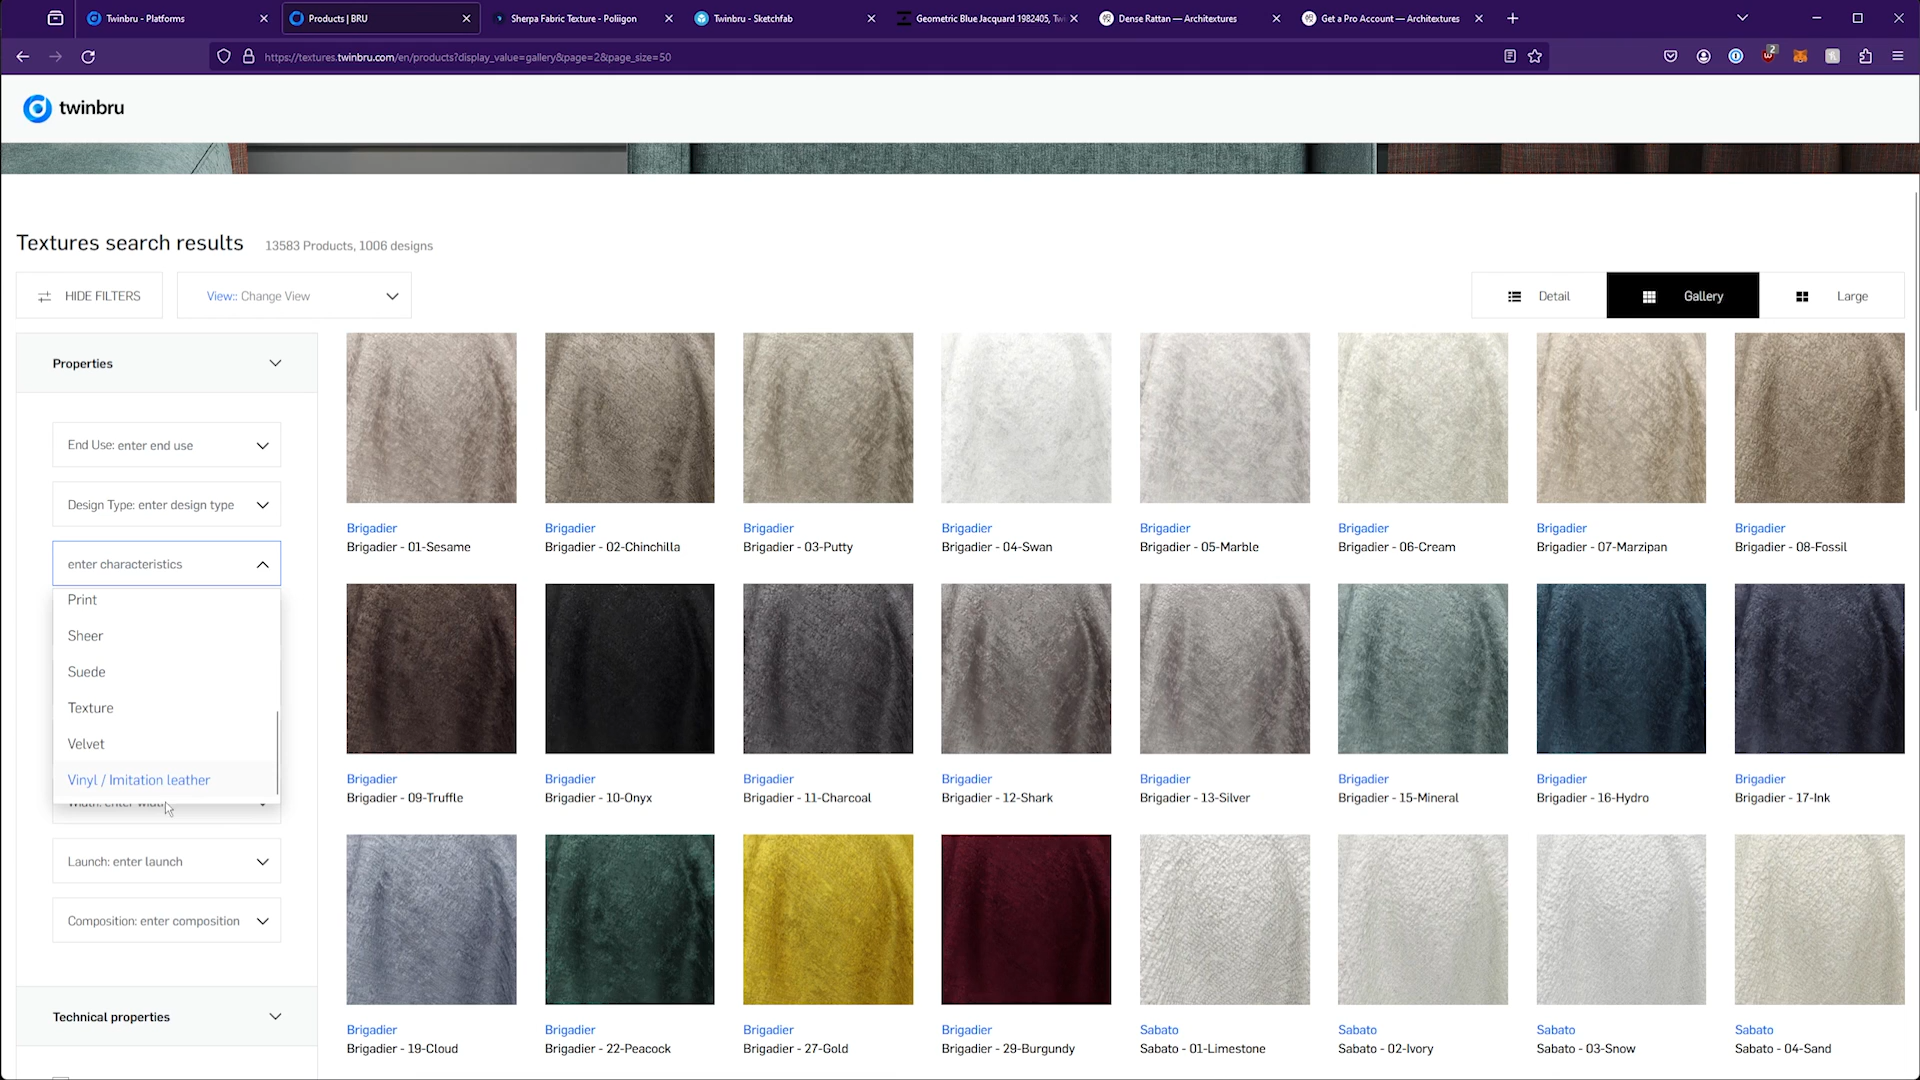 Twinbru - Platforms
Products | BRU
Sherpa Fabric Texture - Poliigon
Twinbru - Sketchfab
Geometric Blue Jacquard 1982405, Twi
Dense Rattan — Architextures
Get a Pro Account — Architextures
https://textures.twinbru.com/en/products?display_value=gallery&page=2&page_size=50
2
twinbru
Textures search results
13583 Products, 1006 designs
HIDE FILTERS
View:: Change View
Detail
Gallery
Large
Properties
End Use: enter end use
Design Type: enter design type
enter characteristics
Print
Sheer
Suede
Texture
Velvet
Vinyl / Imitation leather
Width: enter width
Launch: enter launch
Composition: enter composition
Technical properties
Brigadier
Brigadier - 01-Sesame
Brigadier
Brigadier - 02-Chinchilla
Brigadier
Brigadier - 03-Putty
Brigadier
Brigadier - 04-Swan
Brigadier
Brigadier - 05-Marble
Brigadier
Brigadier - 06-Cream
Brigadier
Brigadier - 07-Marzipan
Brigadier
Brigadier - 08-Fossil
Brigadier
Brigadier - 09-Truffle
Brigadier
Brigadier - 10-Onyx
Brigadier
Brigadier - 11-Charcoal
Brigadier
Brigadier - 12-Shark
Brigadier
Brigadier - 13-Silver
Brigadier
Brigadier - 15-Mineral
Brigadier
Brigadier - 16-Hydro
Brigadier
Brigadier - 17-Ink
Brigadier
Brigadier - 19-Cloud
Brigadier
Brigadier - 22-Peacock
Brigadier
Brigadier - 27-Gold
Brigadier
Brigadier - 29-Burgundy
Sabato
Sabato - 01-Limestone
Sabato
Sabato - 02-Ivory
Sabato
Sabato - 03-Snow
Sabato
Sabato - 04-Sand